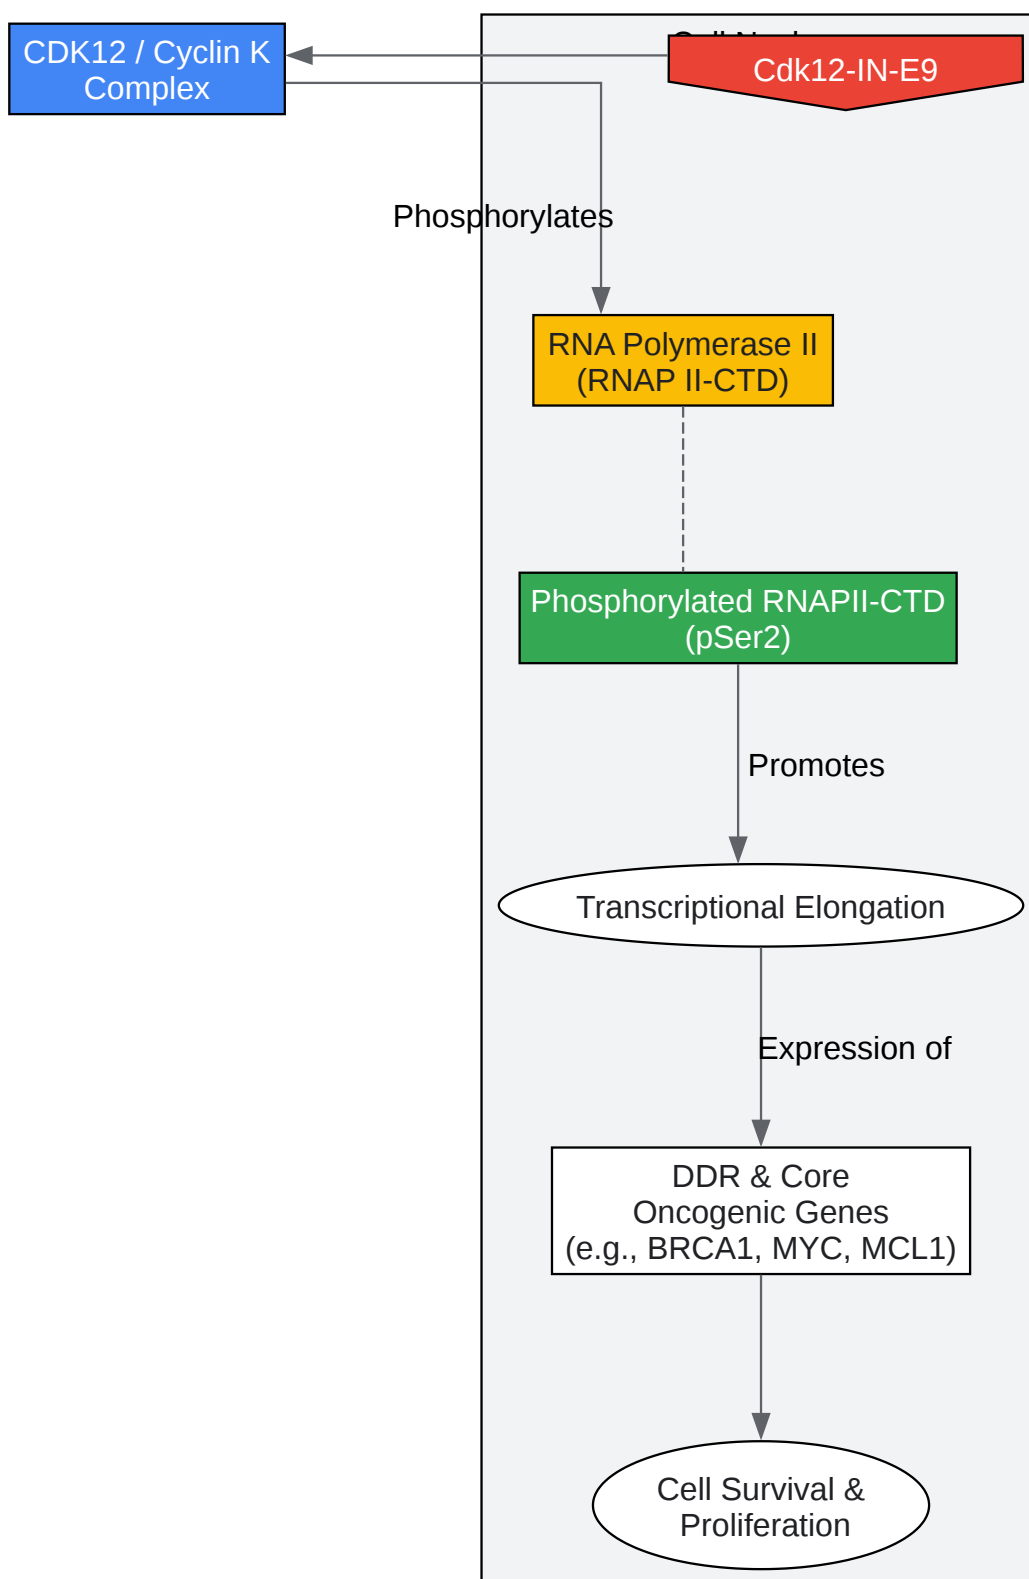 CDK12 / Cyclin K
Complex
Cdk12-IN-E9
Phosphorylates
RNA Polymerase II
(RNAP II-CTD)
Phosphorylated RNAPII-CTD
(pSer2)
Promotes
Transcriptional Elongation
Expression of
DDR & Core
Oncogenic Genes
(e.g., BRCA1, MYC, MCL1)
Cell Survival &
Proliferation